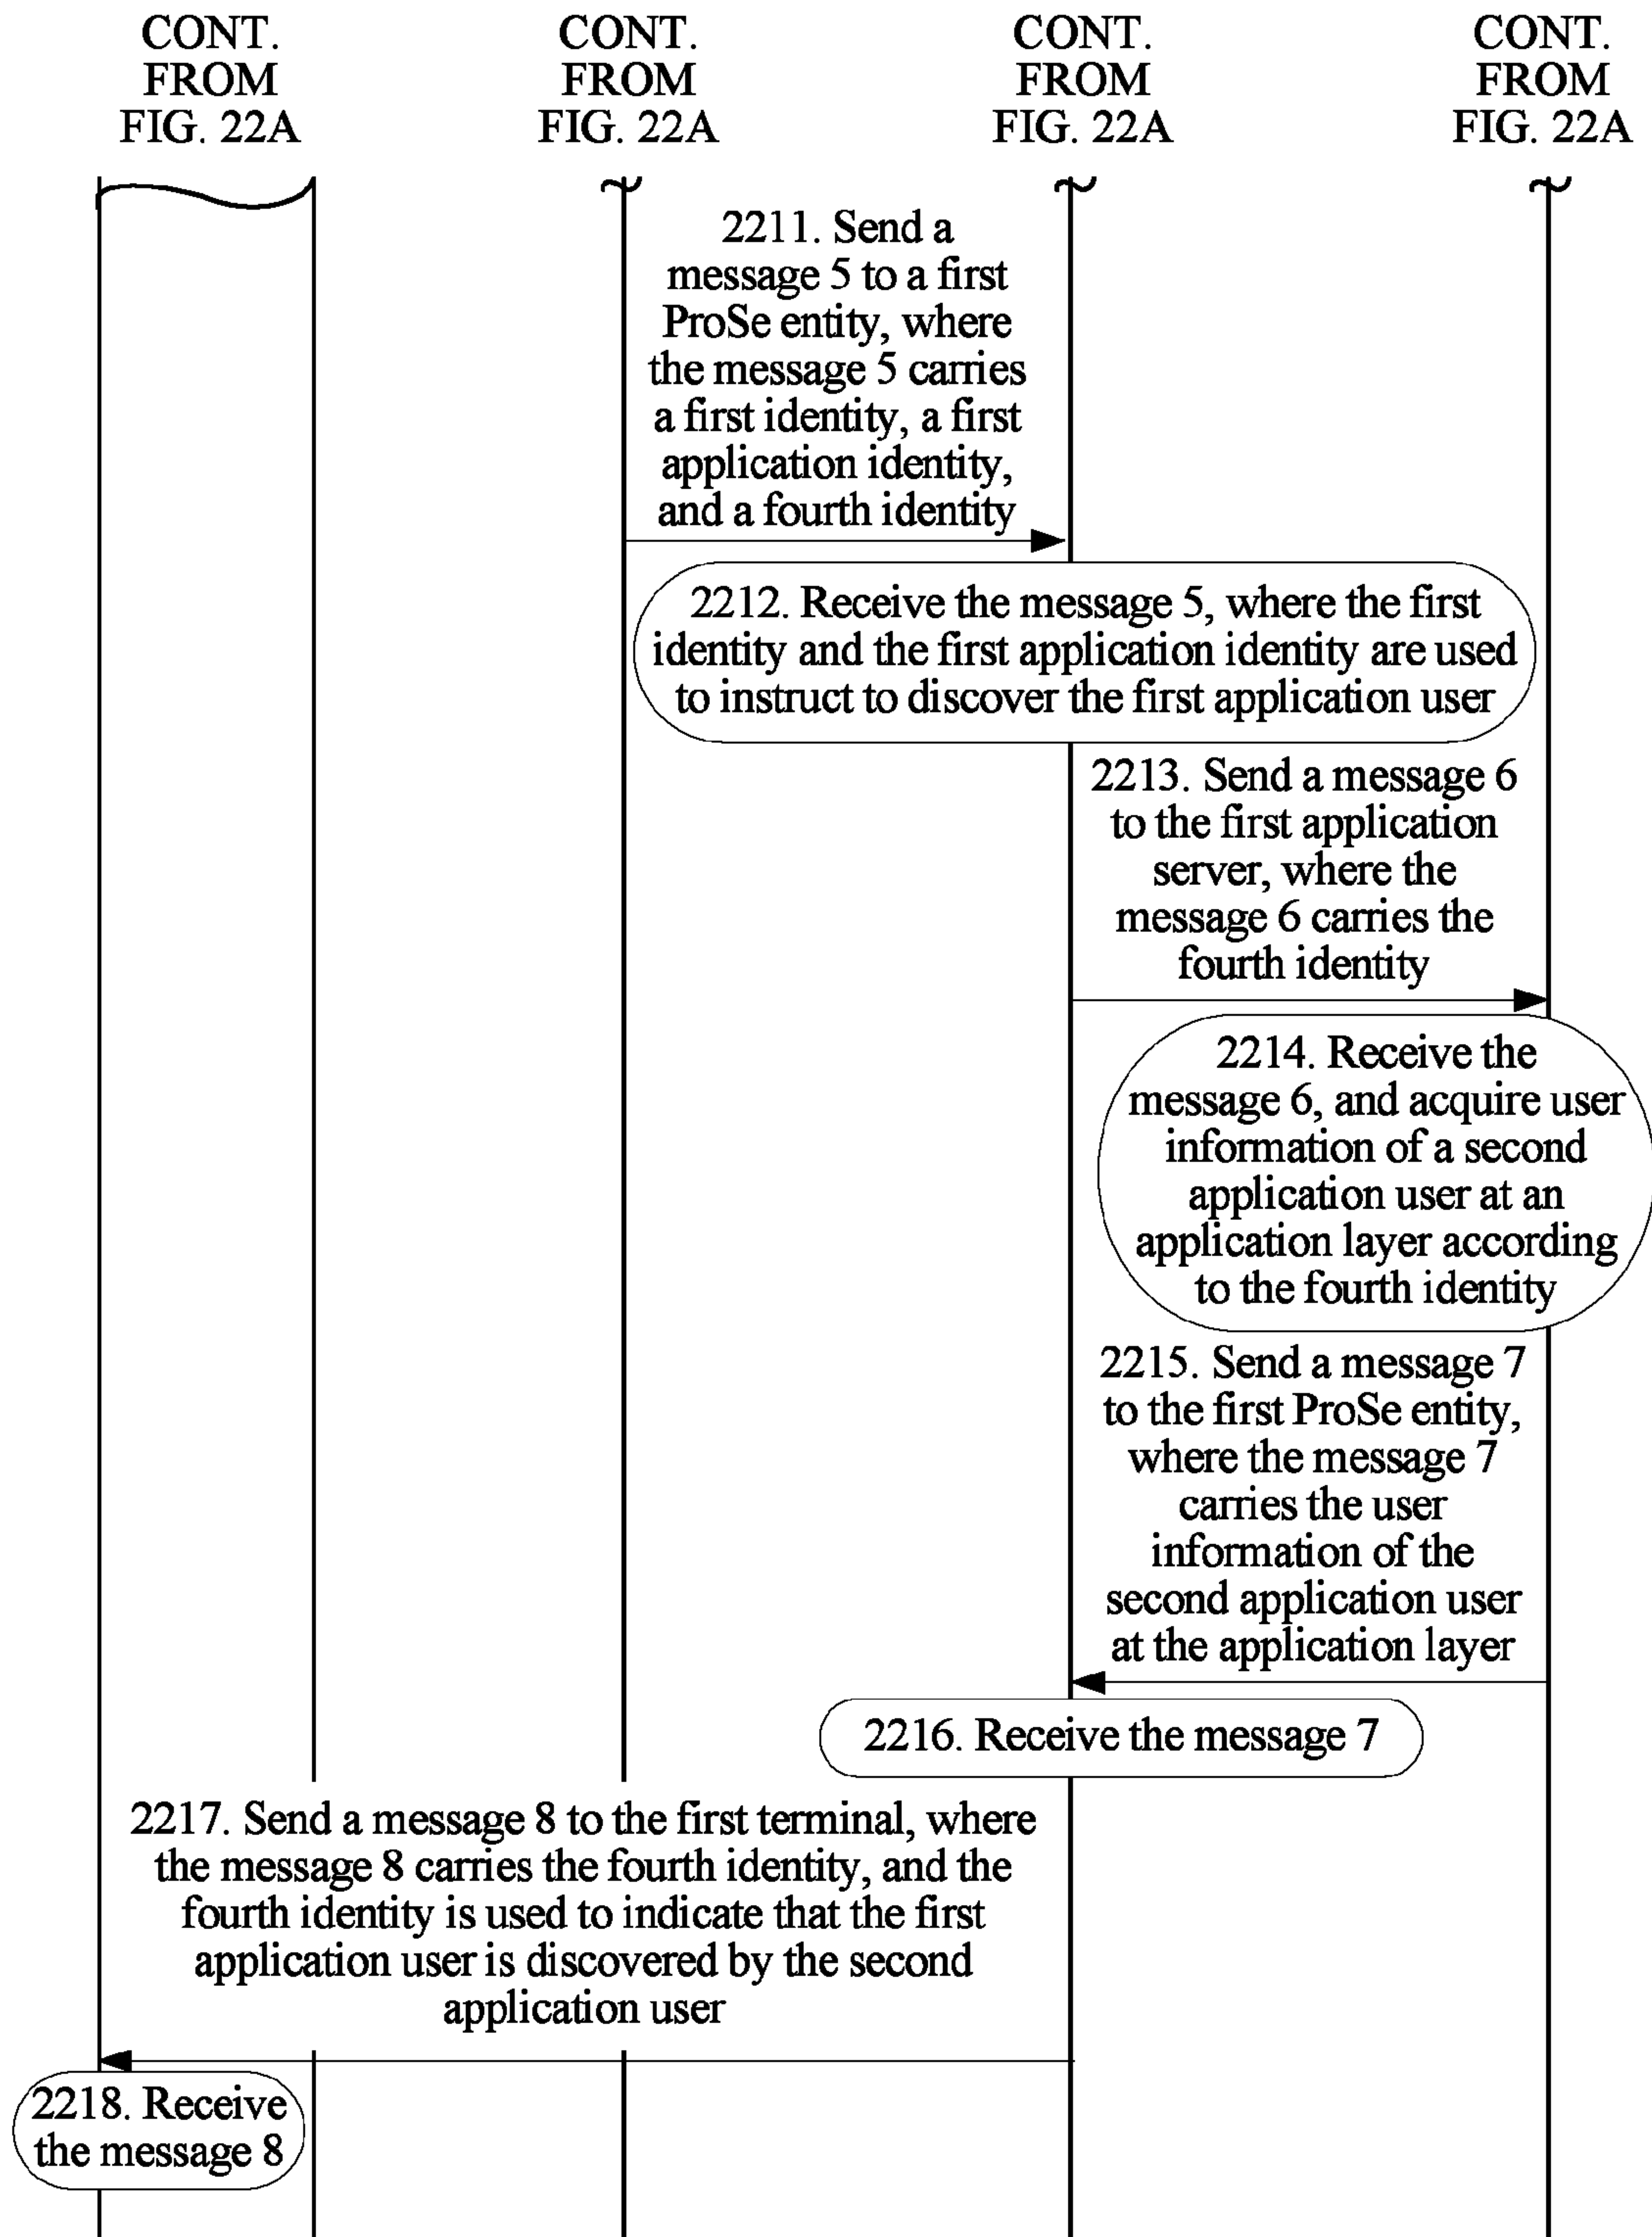 CONT.
FROM
FIG. 22A
CONT.
FROM
FIG. 22A
CONT.
FROM
FIG. 22A
CONT.
FROM
FIG. 22A
2211. Send a
message 5 to a first
ProSe entity, where
the message 5 carries
a first identity, a first
application identity,
and a fourth identity
2212. Receive the message 5, where the first
identity and the first application identity are used
to instruct to discover the first application user
2213. Send a message 6
to the first application
server, where the
message 6 carries the
fourth identity
2214. Receive the
message 6, and acquire user
information of a second
application user at an
application layer according
to the fourth identity
2215. Send a message 7
to the first ProSe entity,
where the message 7
carries the user
information of the
second application user
at the application layer
2216. Receive the message 7
2217. Send a message 8 to the first terminal, where
the message 8 carries the fourth identity, and the
fourth identity is used to indicate that the first
application user is discovered by the second
application user
2218. Receive
the message 8